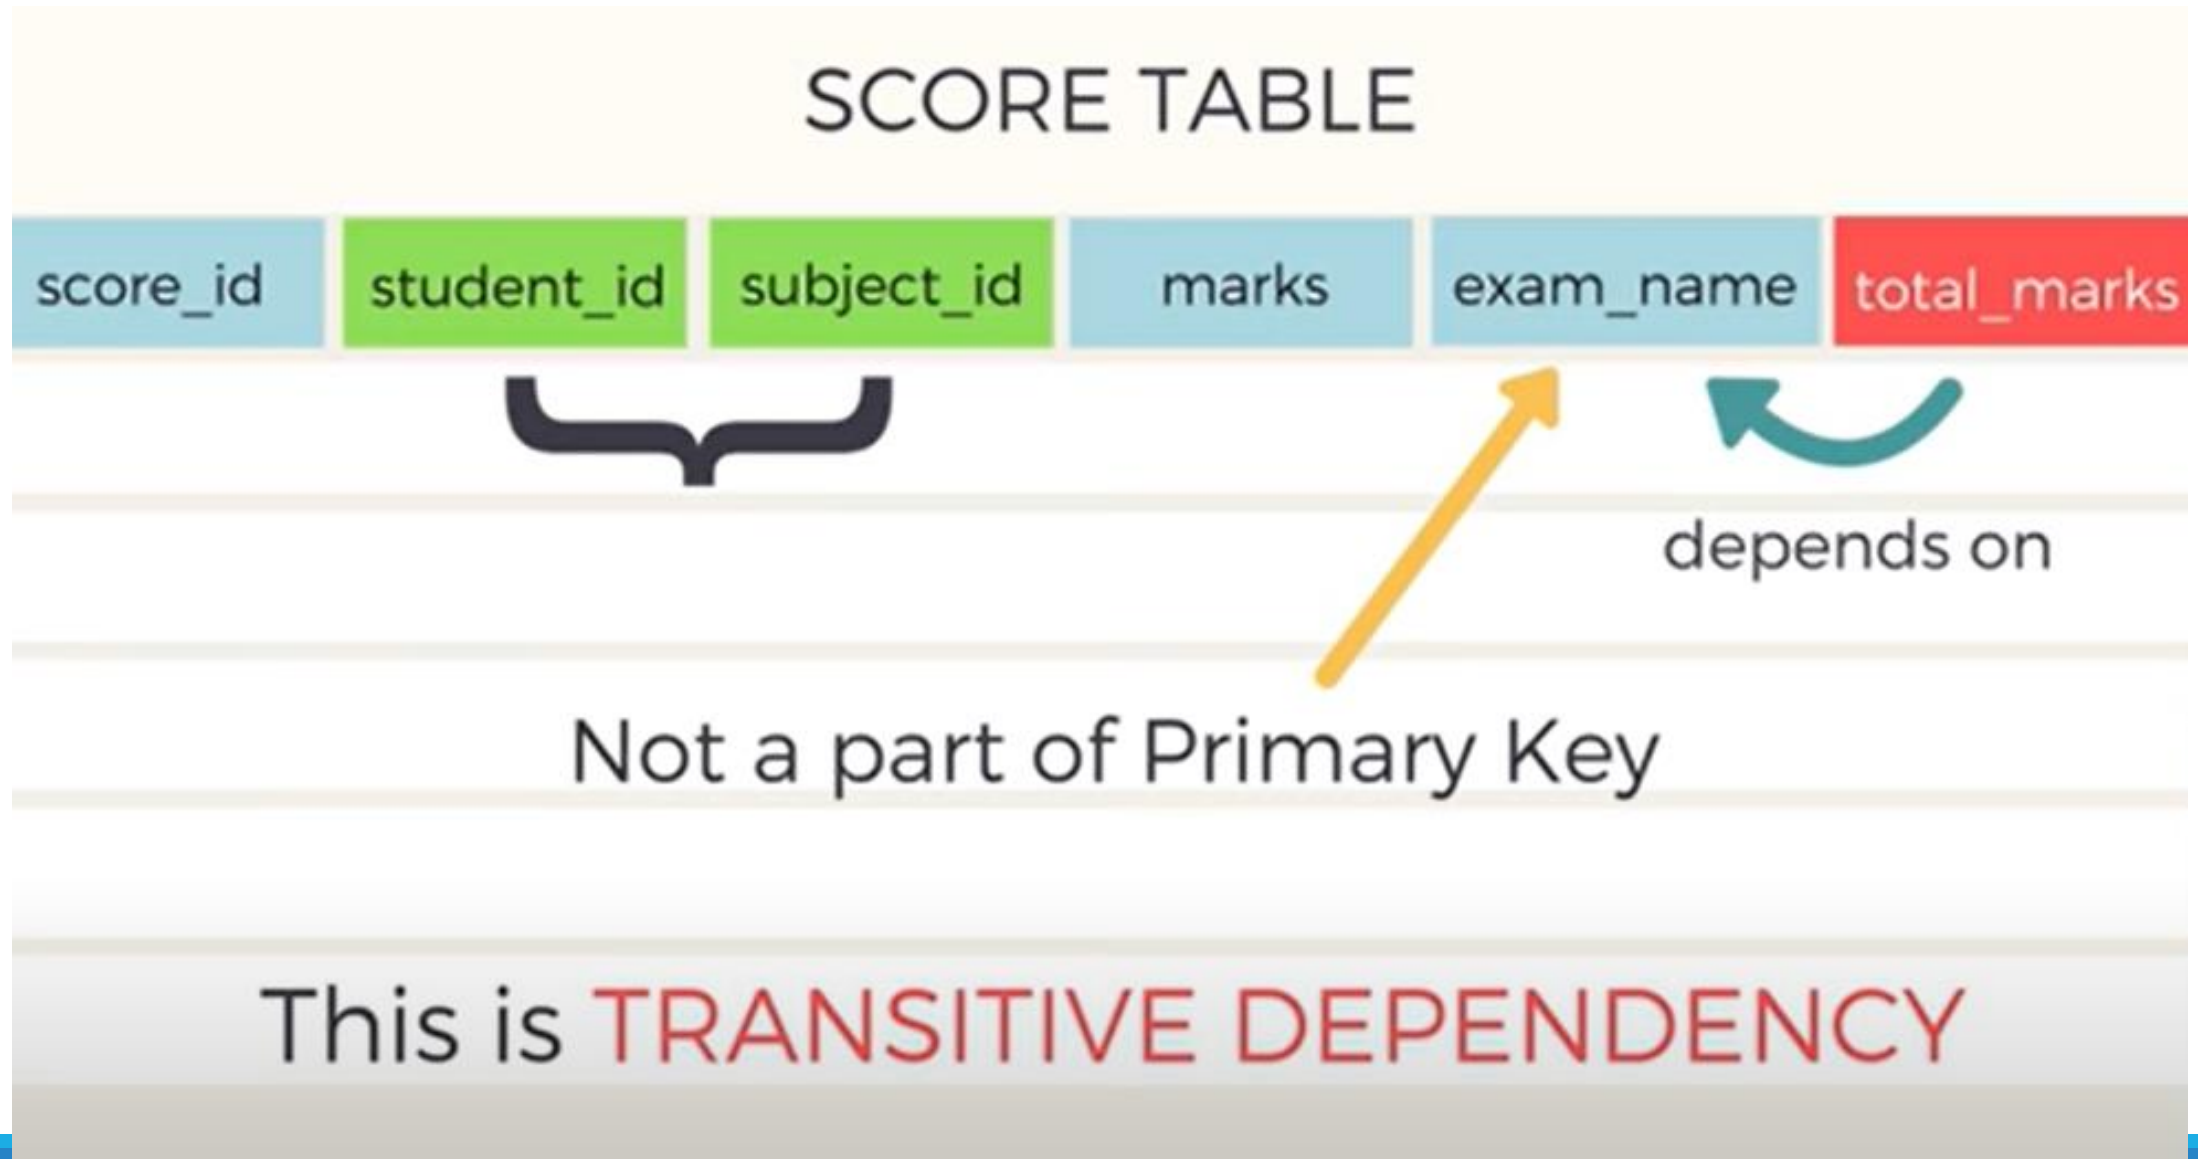 SCORE TABLE
score_id student_id subject_id marks exam_name total_marks
depends on
Not a part of Primary Key
This is TRANSITIVE DEPENDENCY